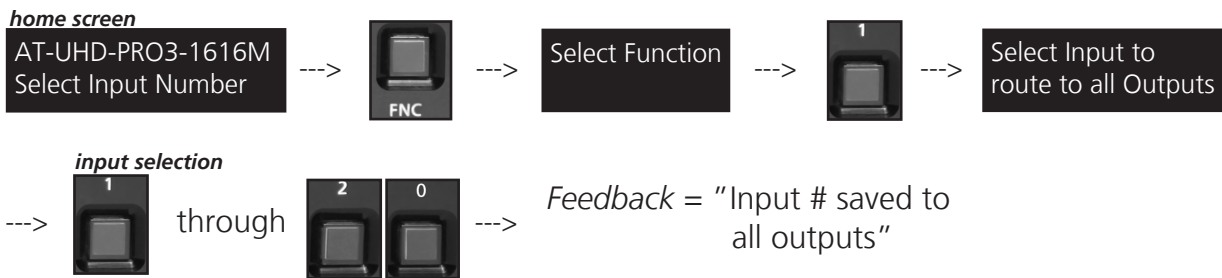 home screen
AT-UHD-PRO3-1616M
Select Input Number
--->
FNC
--->
Select Function
--->
1
--->
Select Input to
route to all Outputs
input selection
--->
1
through
2 0
--->
Feedback = "Input # saved to
all outputs"